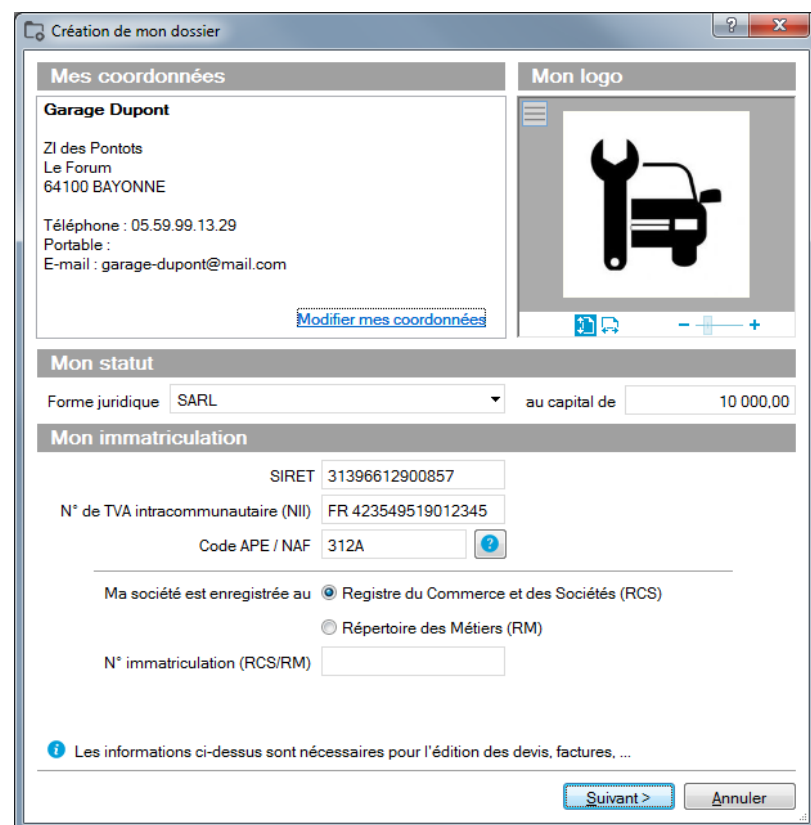 Création de mon dossier
Mes coordonnées
Mon logo
Garage Dupont
ZI des Pontots
Le Forum
64100 BAYONNE
Téléphone : 05.59.99.13.29
Portable :
E-mail : garage-dupont@mail.com
Modifier mes coordonnées
Mon statut
Forme juridique SARL au capital de 10 000,00
Mon immatriculation
SIRET 31396612900857
N° de TVA intracommunautaire (NII) FR 423549519012345
Code APE / NAF 312A ?
Ma société est enregistrée au Registre du Commerce et des Sociétés (RCS)
Répertoire des Métiers (RM)
N° immatriculation (RCS/RM)
Les informations ci-dessus sont nécessaires pour l'édition des devis, factures, ...
Suivant > Annuler